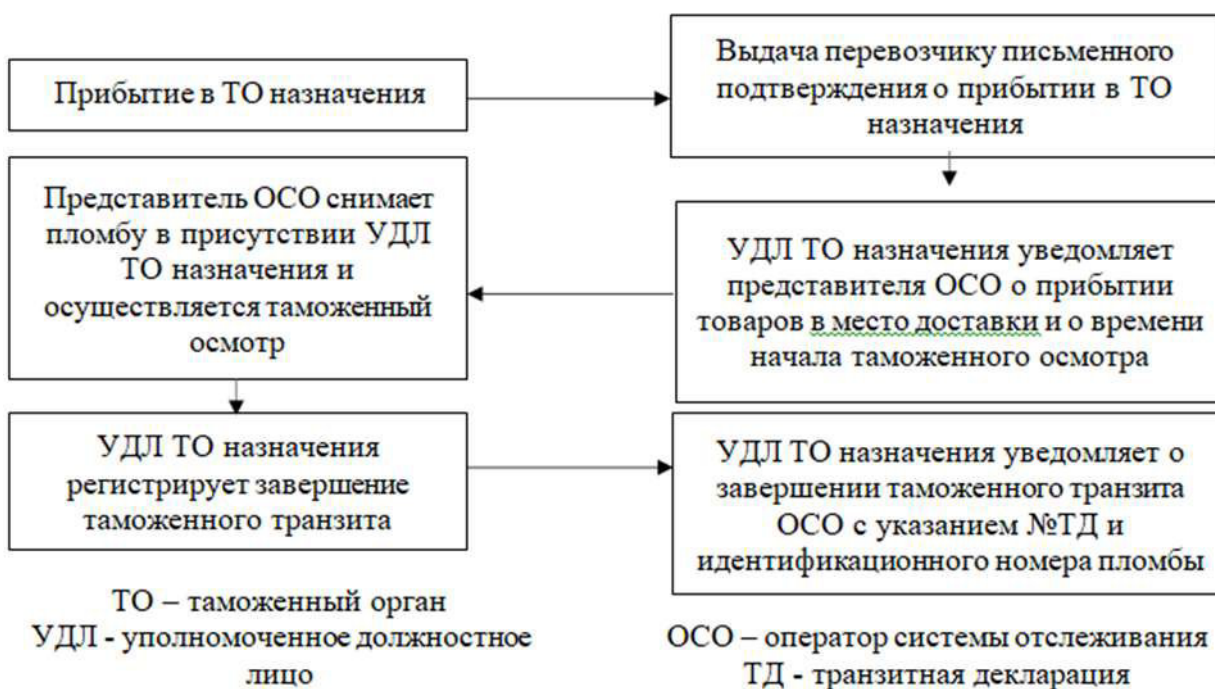 Прибытие в ТО назначения
Выдача перевозчику письменного
подтверждения о прибытии в ТО
назначения
УДЛ ТО назначения уведомляет
представителя ОСО о прибытии
товаров в место доставки и о времени
начала таможенного осмотра
Представитель ОСО снимает
пломбу в присутствии УДЛ
ТО назначения и
осуществляется таможенный
осмотр
УДЛ ТО назначения
регистрирует завершение
таможенного транзита
УДЛ ТО назначения уведомляет о
завершении таможенного транзита
ОСО с указанием №ТД и
идентификационного номера пломбы
ТО – таможенный орган
УДЛ - уполномоченное должностное
лицо
ОСО – оператор системы отслеживания
ТД - транзитная декларация